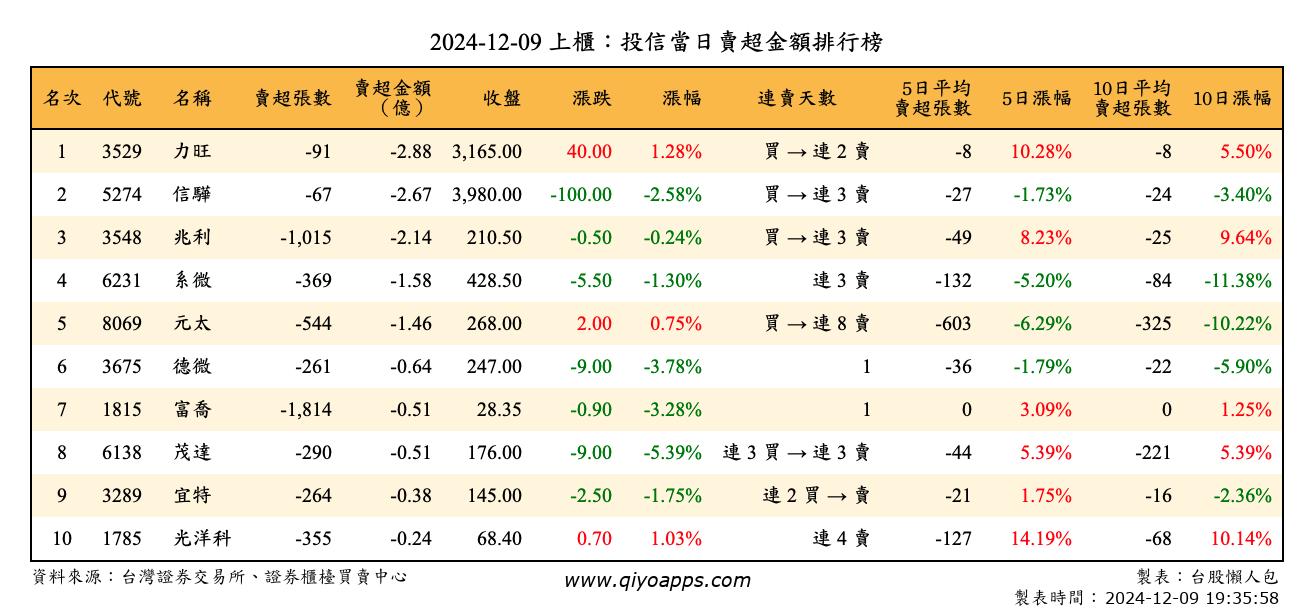 2024-12-09 上櫃：投信當日賣超金額排行榜
名次 代號 名稱 賣超張數 賣超金額（億） 收盤 漲跌 漲幅 連賣天數 5日平均賣超張數 5日漲幅 10日平均賣超張數 10日漲幅
1 3529 力旺 -91 -2.88 3,165.00 40.00 1.28% 買 → 連 2 賣 -8 10.28% -8 5.50%
2 5274 信驊 -67 -2.67 3,980.00 -100.00 -2.58% 買 → 連 3 賣 -27 -1.73% -24 -3.40%
3 3548 兆利 -1,015 -2.14 210.50 -0.50 -0.24% 買 → 連 3 賣 -49 8.23% -25 9.64%
4 6231 系微 -369 -1.58 428.50 -5.50 -1.30% 連 3 賣 -132 -5.20% -84 -11.38%
5 8069 元太 -544 -1.46 268.00 2.00 0.75% 買 → 連 8 賣 -603 -6.29% -325 -10.22%
6 3675 德微 -261 -0.64 247.00 -9.00 -3.78% 1 -36 -1.79% -22 -5.90%
7 1815 富喬 -1,814 -0.51 28.35 -0.90 -3.28% 1 0 3.09% 0 1.25%
8 6138 茂達 -290 -0.51 176.00 -9.00 -5.39% 連 3 買 → 連 3 賣 -44 5.39% -221 5.39%
9 3289 宜特 -264 -0.38 145.00 -2.50 -1.75% 連 2 買 → 賣 -21 1.75% -16 -2.36%
10 1785 光洋科 -355 -0.24 68.40 0.70 1.03% 連 4 賣 -127 14.19% -68 10.14%
資料來源：台灣證券交易所、證券櫃檯買賣中心 www.qiyoapps.com 製表：台股懶人包
製表時間：2024-12-09 19:35:58